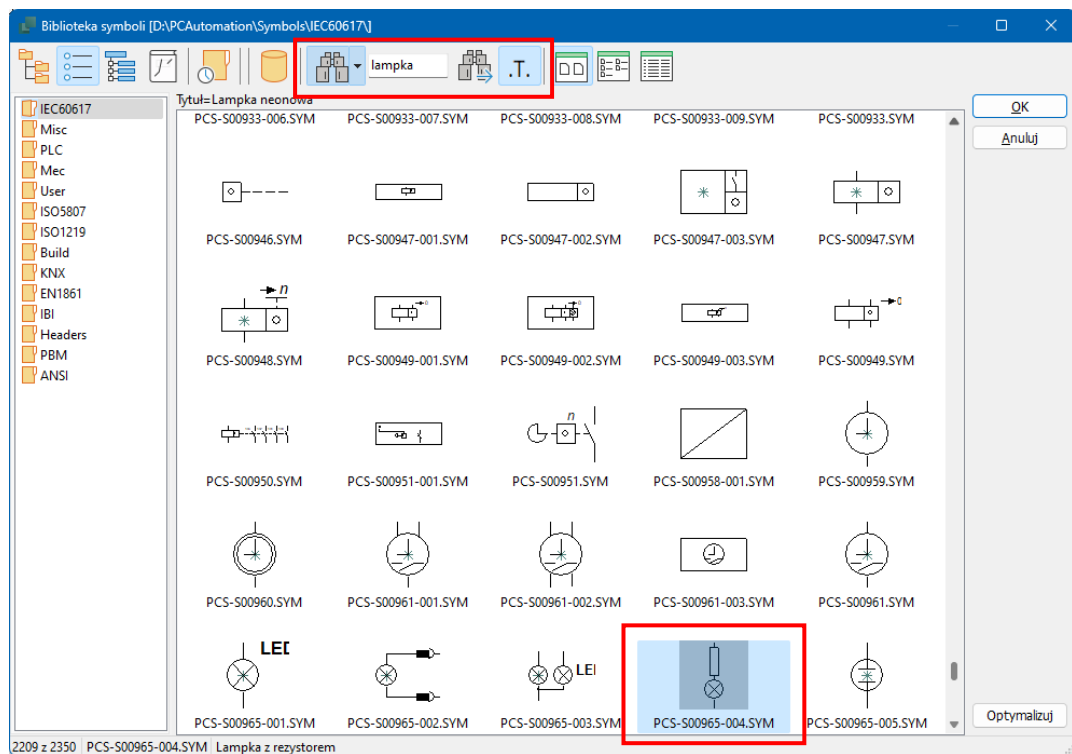 Biblioteka symboli [D:\PCAutomation\Symbols\IEC60617\]
lampka
.T.
IEC60617
Misc
PLC
Mec
User
ISO5807
ISO1219
Build
KNX
EN1861
IBI
Headers
PBM
ANSI
Tytuł=Lampka neonowa
PCS-S00933-006.SYM PCS-S00933-007.SYM PCS-S00933-008.SYM PCS-S00933-009.SYM PCS-S00933.SYM
PCS-S00946.SYM PCS-S00947-001.SYM PCS-S00947-002.SYM PCS-S00947-003.SYM PCS-S00947.SYM
n
PCS-S00948.SYM PCS-S00949-001.SYM PCS-S00949-002.SYM PCS-S00949-003.SYM PCS-S00949.SYM
n
PCS-S00950.SYM PCS-S00951-001.SYM PCS-S00951.SYM PCS-S00958-001.SYM PCS-S00959.SYM
PCS-S00960.SYM PCS-S00961-001.SYM PCS-S00961-002.SYM PCS-S00961-003.SYM PCS-S00961.SYM
LED
LEI
PCS-S00965-001.SYM PCS-S00965-002.SYM PCS-S00965-003.SYM PCS-S00965-004.SYM PCS-S00965-005.SYM
OK
Anuluj
Optymalizuj
2209 z 2350 PCS-S00965-004.SYM Lampka z rezystorem